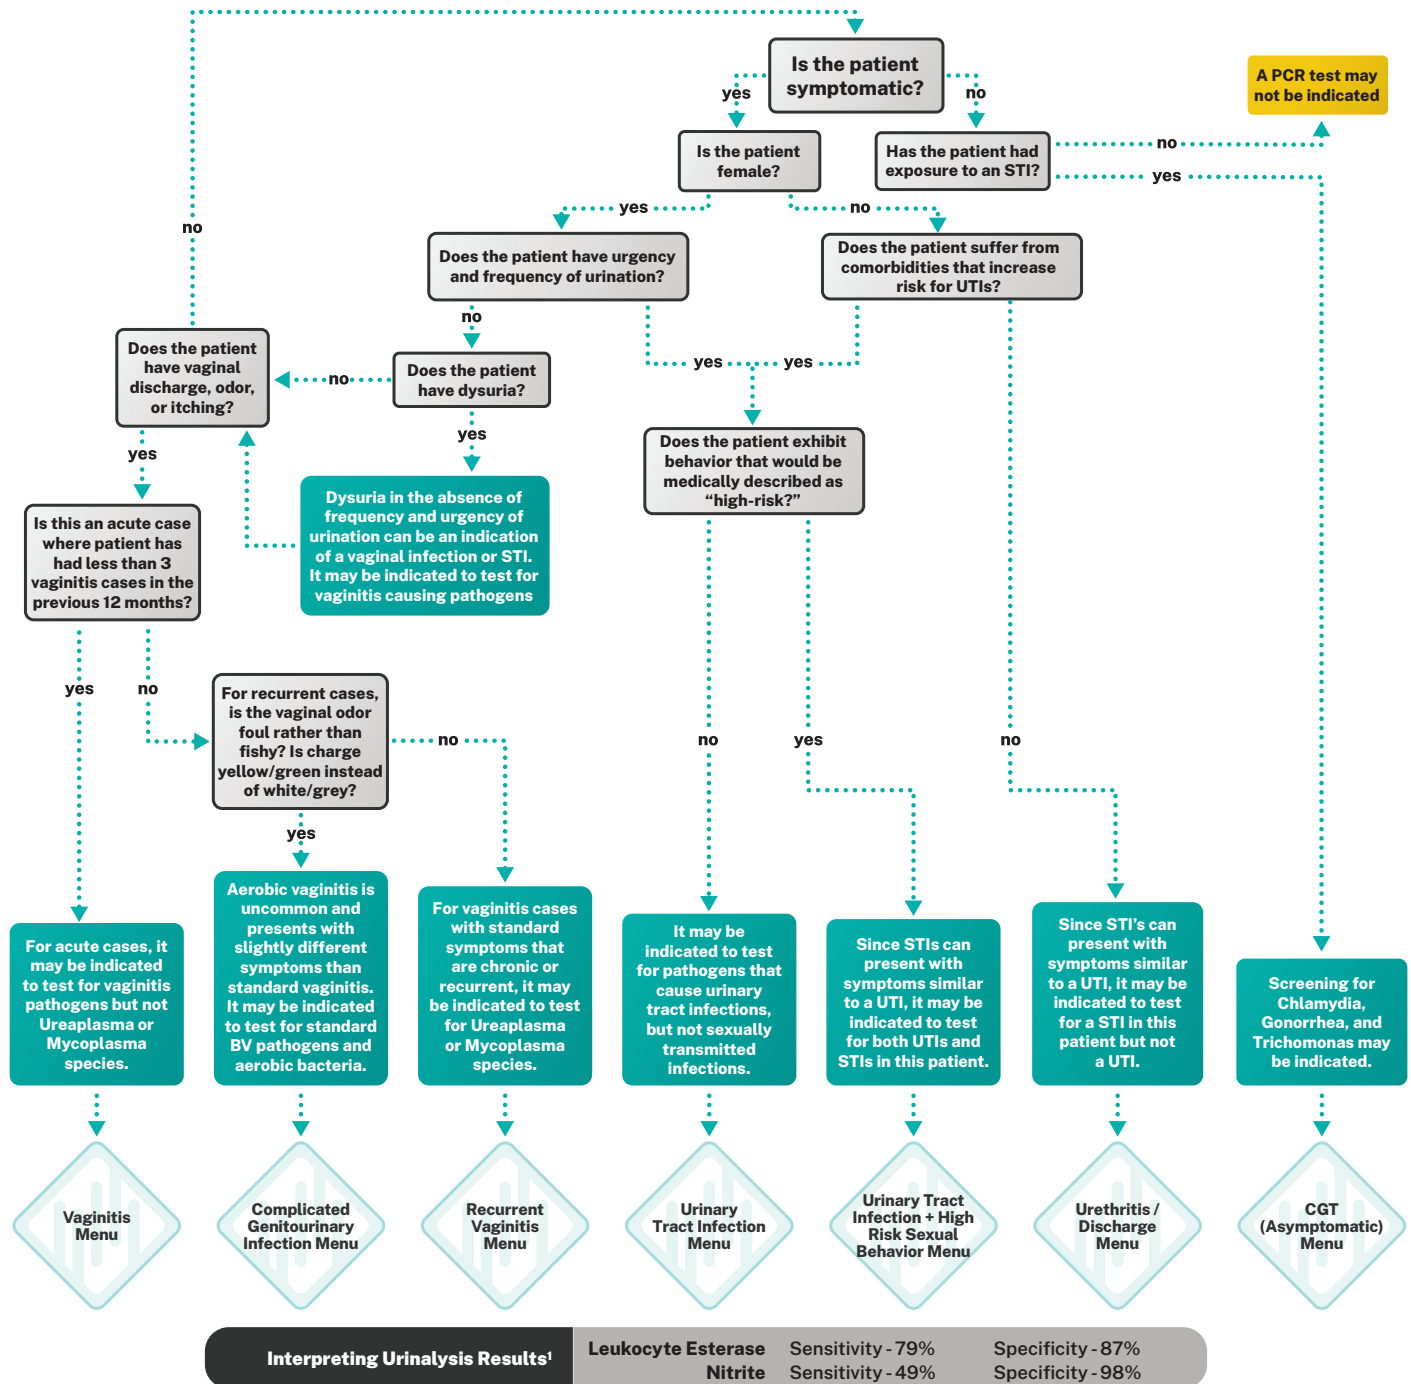 Is the patient
symptomatic?
A PCR test may
not be indicated
yes
no
Is the patient
female?
Has the patient had
exposure to an STI?
no
yes
yes
no
no
Does the patient have urgency
and frequency of urination?
Does the patient suffer from
comorbidities that increase
risk for UTIs?
no
Does the patient
have vaginal
discharge, odor,
or itching?
no
Does the patient
have dysuria?
yes
yes
yes
yes
Does the patient exhibit
behavior that would be
medically described as
“high-risk?”
Dysuria in the absence of
frequency and urgency of
urination can be an indication
of a vaginal infection or STI.
It may be indicated to test for
vaginitis causing pathogens
Is this an acute case
where patient has
had less than 3
vaginitis cases in the
previous 12 months?
yes
no
For recurrent cases,
is the vaginal odor
foul rather than
fishy? Is charge
yellow/green instead
of white/grey?
no
no
yes
no
yes
For acute cases, it
may be indicated
to test for vaginitis
pathogens but not
Ureaplasma or
Mycoplasma
species.
Aerobic vaginitis is
uncommon and
presents with
slightly different
symptoms than
standard vaginitis.
It may be indicated
to test for standard
BV pathogens and
aerobic bacteria.
For vaginitis cases
with standard
symptoms that
are chronic or
recurrent, it may
be indicated to test
for Ureaplasma
or Mycoplasma
species.
It may be
indicated to test
for pathogens that
cause urinary
tract infections,
but not sexually
transmitted
infections.
Since STIs can
present with
symptoms similar
to a UTI, it may be
indicated to test
for both UTIs and
STIs in this patient.
Since STI’s can
present with
symptoms similar
to a UTI, it may be
indicated to test
for a STI in this
patient but not
a UTI.
Screening for
Chlamydia,
Gonorrhea, and
Trichomonas may
be indicated.
Vaginitis
Menu
Complicated
Genitourinary
Infection Menu
Recurrent
Vaginitis
Menu
Urinary
Tract Infection
Menu
Urinary Tract
Infection + High
Risk Sexual
Behavior Menu
Urethritis /
Discharge
Menu
CGT
(Asymptomatic)
Menu
Interpreting Urinalysis Results¹
Leukocyte Esterase Sensitivity - 79% Specificity - 87%
Nitrite Sensitivity - 49% Specificity - 98%